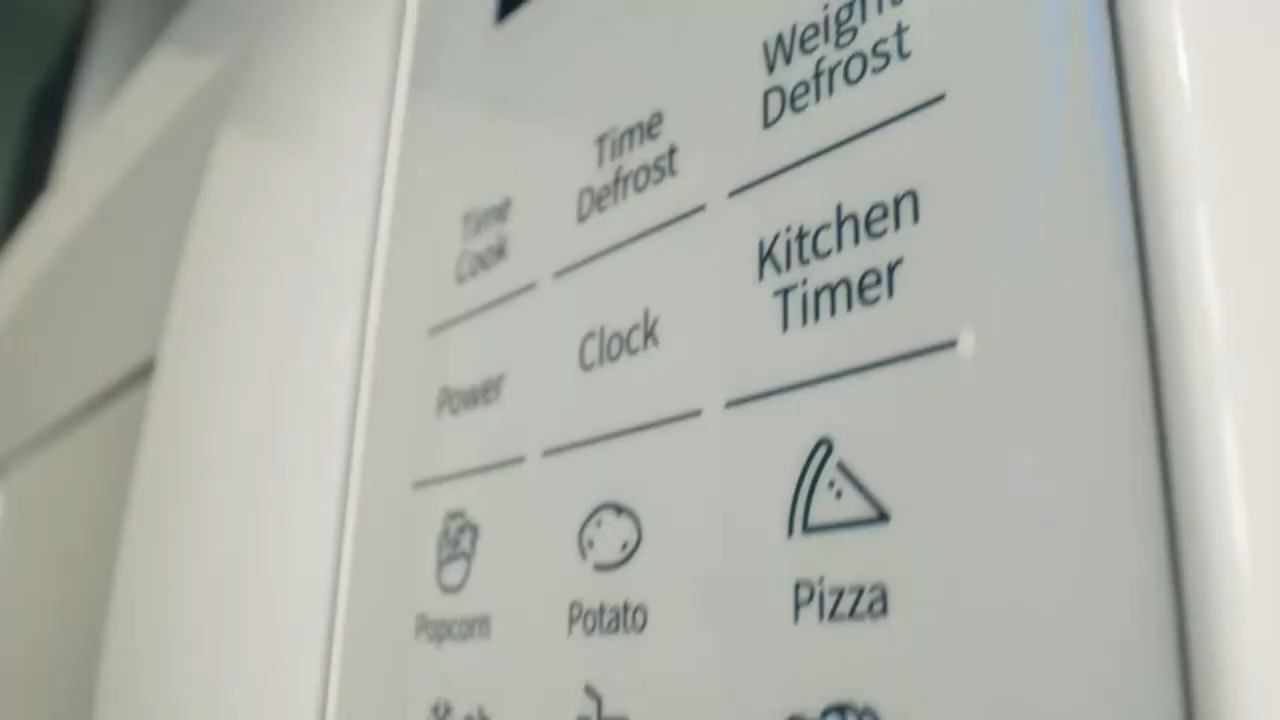 Time
Cook
Time
Defrost
Weight
Defrost
Power
Clock
Kitchen
Timer
Popcorn
Potato
Pizza